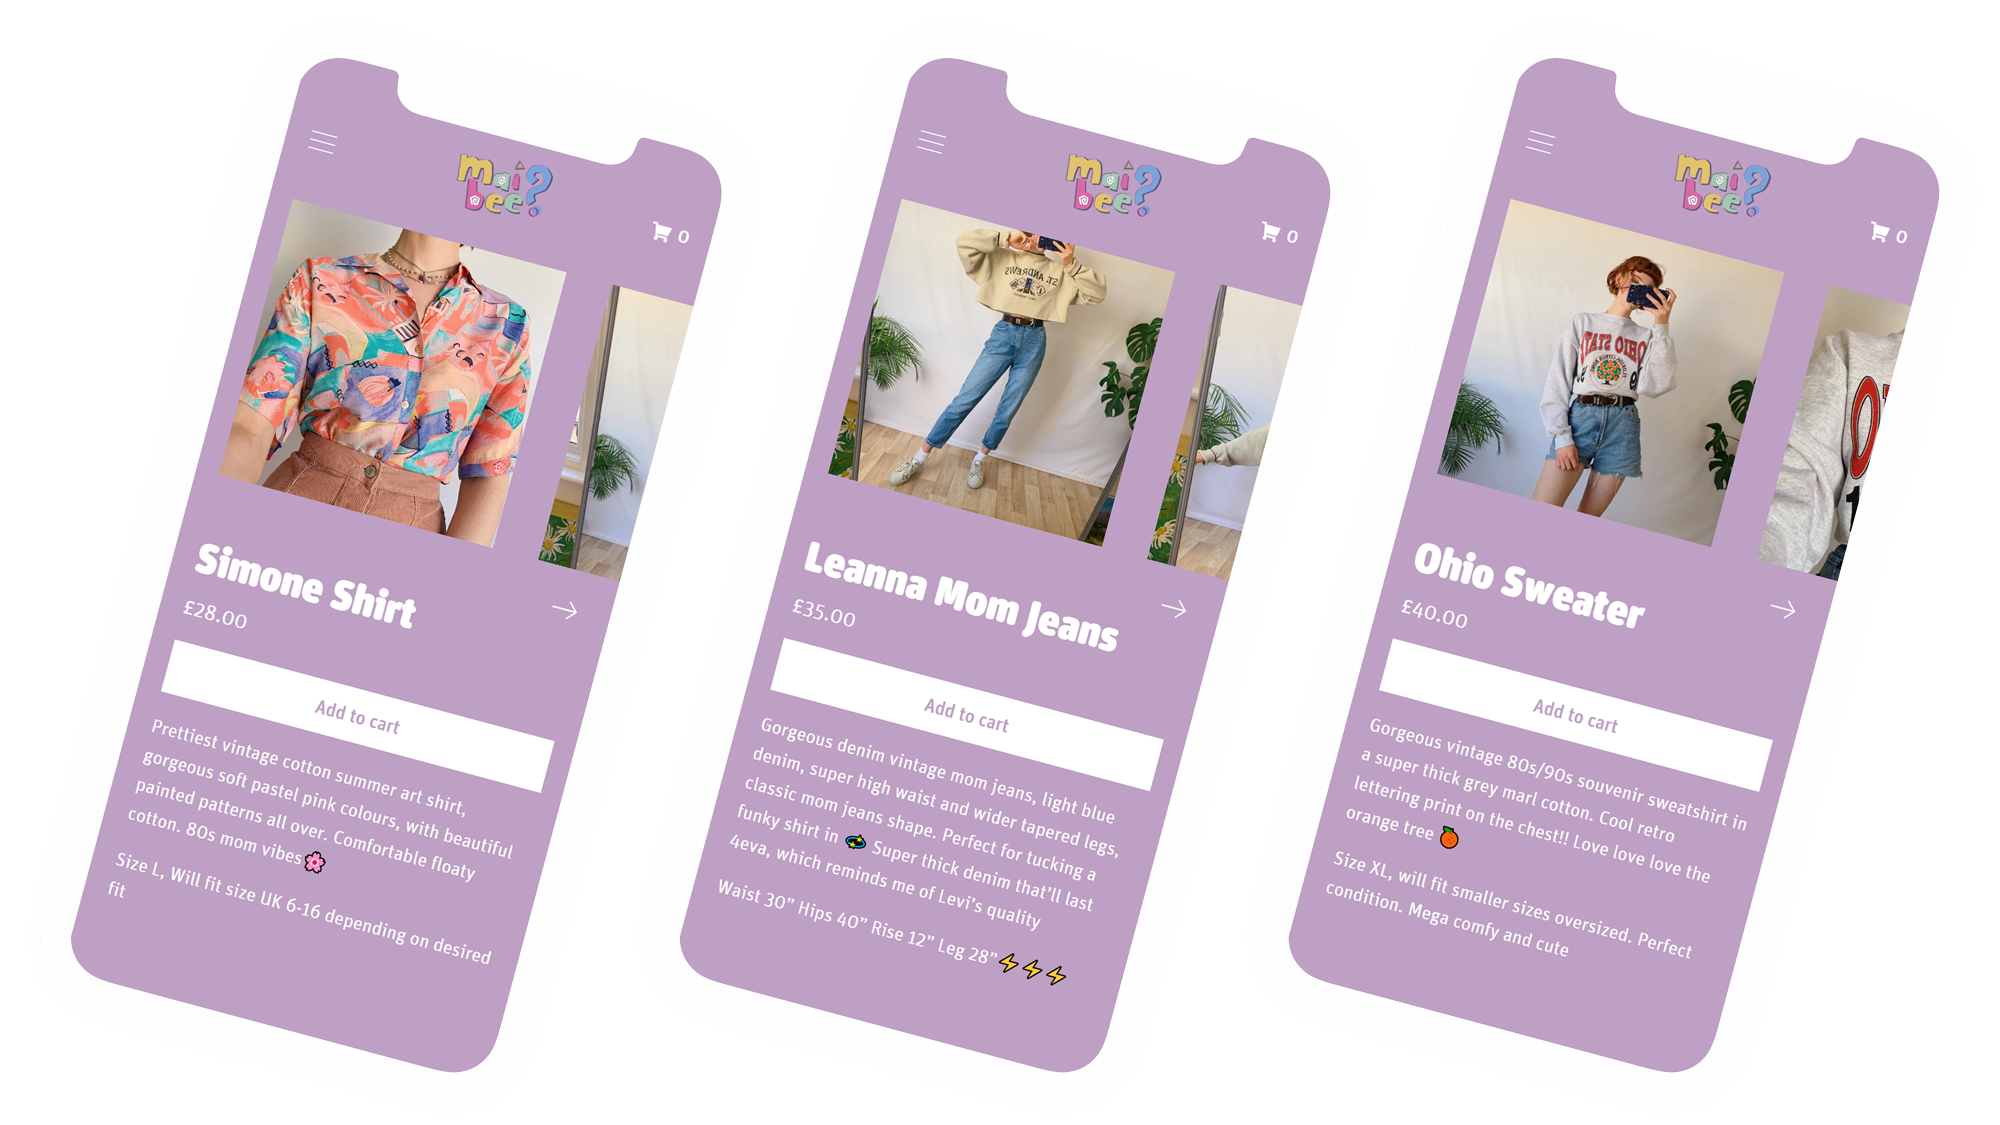 mai
bee?
0
Simone Shirt
£28.00
Add to cart
Prettiest vintage cotton summer art shirt,
gorgeous soft pastel pink colours, with beautiful
painted patterns all over. Comfortable floaty
cotton. 80s mom vibes🌸
Size L, Will fit size UK 6-16 depending on desired
fit
mai
bee?
0
ST. ANDREWS
Leanna Mom Jeans
£35.00
Add to cart
Gorgeous denim vintage mom jeans, light blue
denim, super high waist and wider tapered legs,
classic mom jeans shape. Perfect for tucking a
funky shirt in 💫 Super thick denim that’ll last
4eva, which reminds me of Levi’s quality
Waist 30” Hips 40” Rise 12” Leg 28”⚡⚡⚡
mai
bee?
0
OHIO STATE
Ohio Sweater
£40.00
Add to cart
Gorgeous vintage 80s/90s souvenir sweatshirt in
a super thick grey marl cotton. Cool retro
lettering print on the chest!! Love love love the
orange tree 🍊
Size XL, will fit smaller sizes oversized. Perfect
condition. Mega comfy and cute